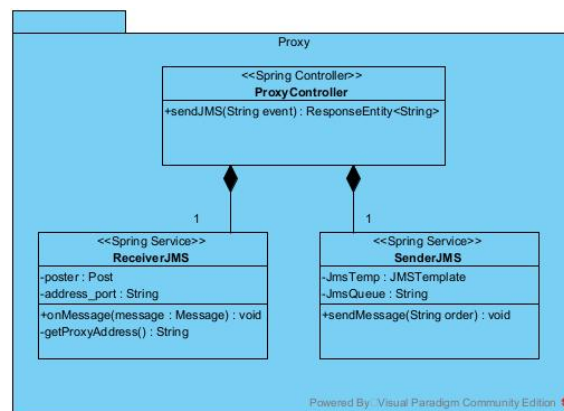 Proxy
<<Spring Controller>>
ProxyController
+sendJMS(String event) : ResponseEntity<String>
1
1
<<Spring Service>>
ReceiverJMS
-poster : Post
-address_port : String
+onMessage(message : Message) : void
-getProxyAddress() : String
<<Spring Service>>
SenderJMS
-JmsTemp : JMSTemplate
-JmsQueue : String
+sendMessage(String order) : void
Powered By Visual Paradigm Community Edition